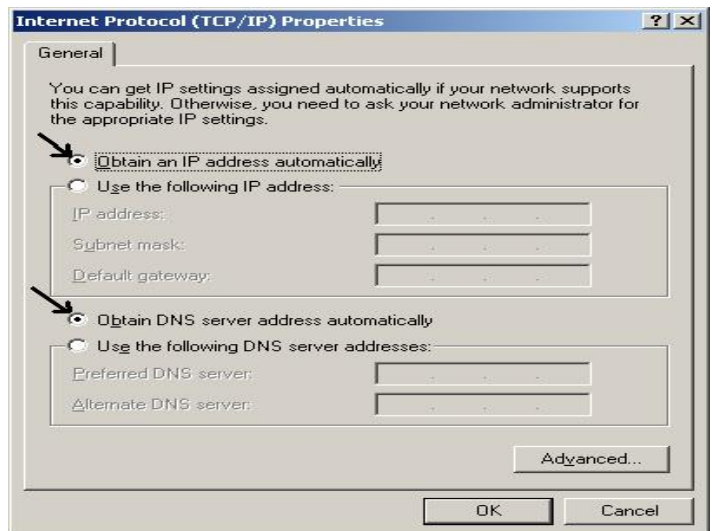 Internet Protocol (TCP/IP) Properties
General
You can get IP settings assigned automatically if your network supports
this capability. Otherwise, you need to ask your network administrator for
the appropriate IP settings.
Obtain an IP address automatically
Use the following IP address:
IP address:
Subnet mask:
Default gateway:
Obtain DNS server address automatically
Use the following DNS server addresses:
Preferred DNS server:
Alternate DNS server:
Advanced...
OK Cancel